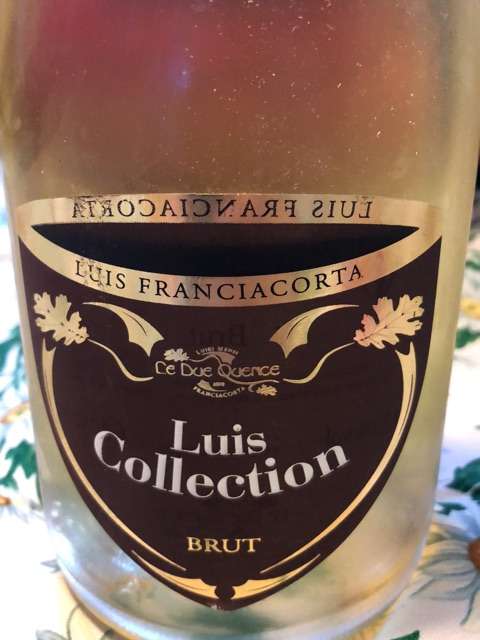 LUIS FRANCIACORTA
LUIS FRANCIACORTA
Le Due Querce
FRANCIACORTA
Luis
Collection
BRUT